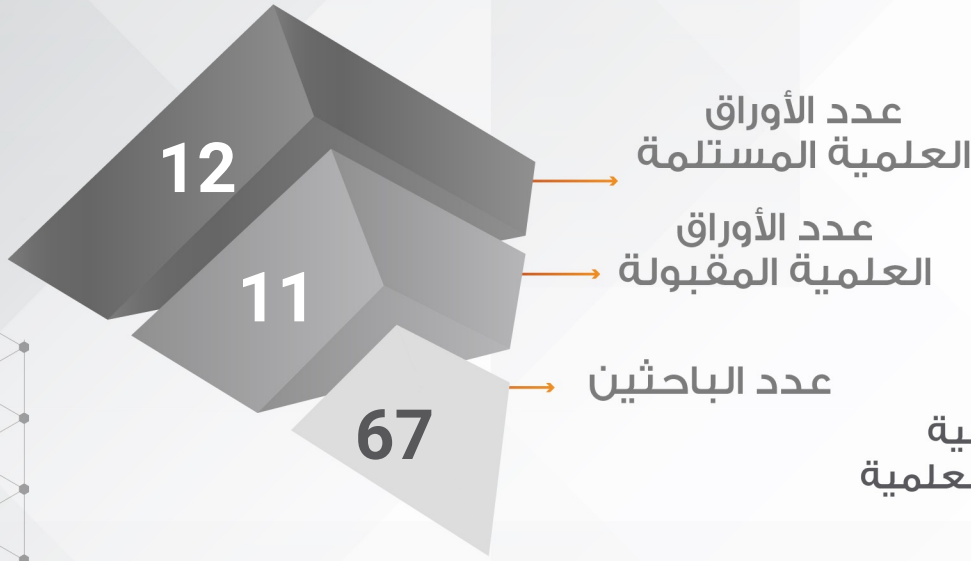 12
عدد الأوراق
العلمية المستلمة
11
عدد الأوراق
العلمية المقبولة
67
عدد الباحثين